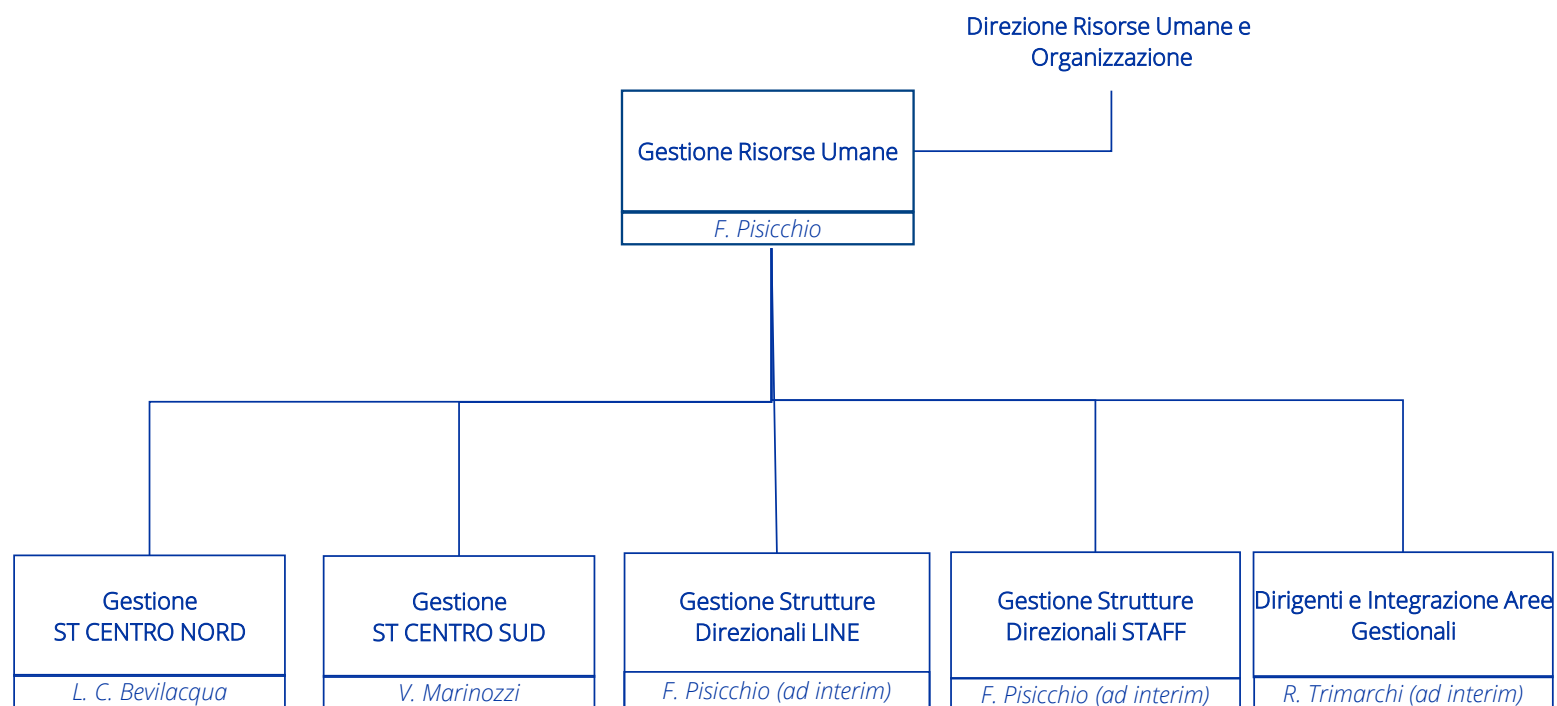 Direzione Risorse Umane e
Organizzazione
Gestione Risorse Umane
F. Pisicchio
Gestione
ST CENTRO NORD
L. C. Bevilacqua
Gestione
ST CENTRO SUD
V. Marinozzi
Gestione Strutture
Direzionali LINE
F. Pisicchio (ad interim)
Gestione Strutture
Direzionali STAFF
F. Pisicchio (ad interim)
Dirigenti e Integrazione Aree
Gestionali
R. Trimarchi (ad interim)